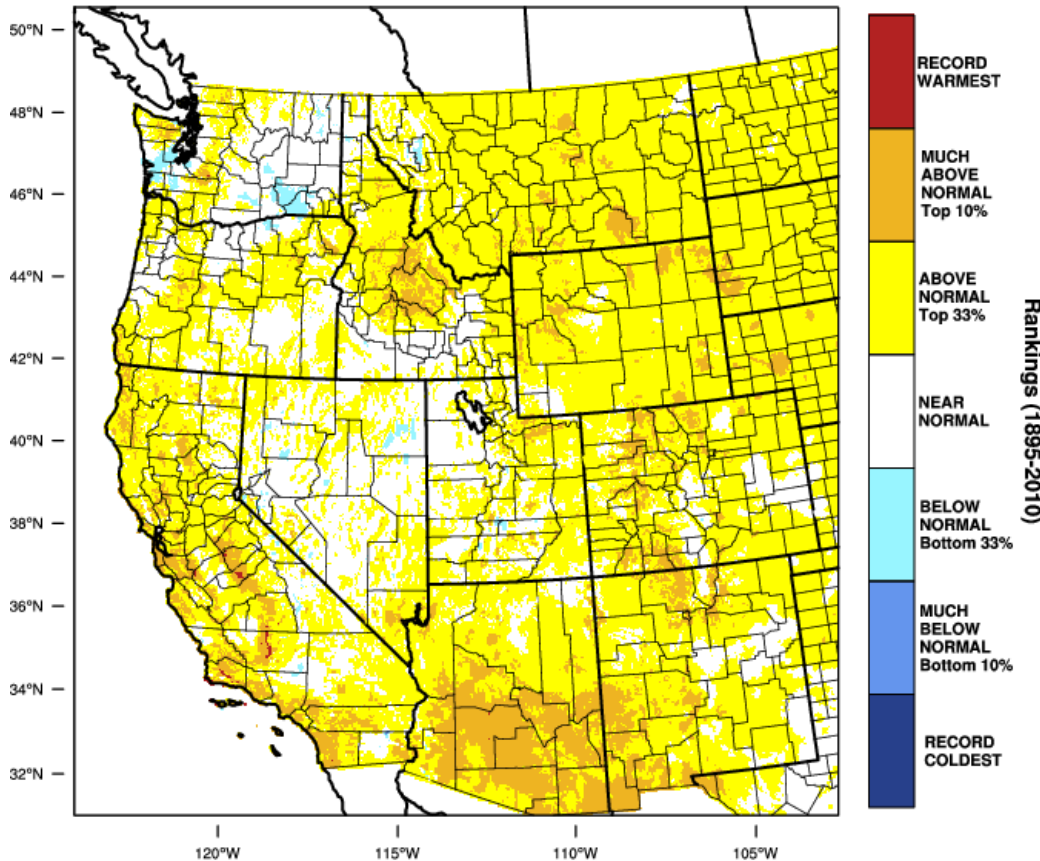 50°N
48°N
46°N
44°N
42°N
40°N
38°N
36°N
34°N
32°N
120°W
115°W
110°W
105°W
RECORD
WARMEST
MUCH
ABOVE
NORMAL
Top 10%
ABOVE
NORMAL
Top 33%
NEAR
NORMAL
BELOW
NORMAL
Bottom 33%
MUCH
BELOW
NORMAL
Bottom 10%
RECORD
COLDEST
Rankings (1895-2010)